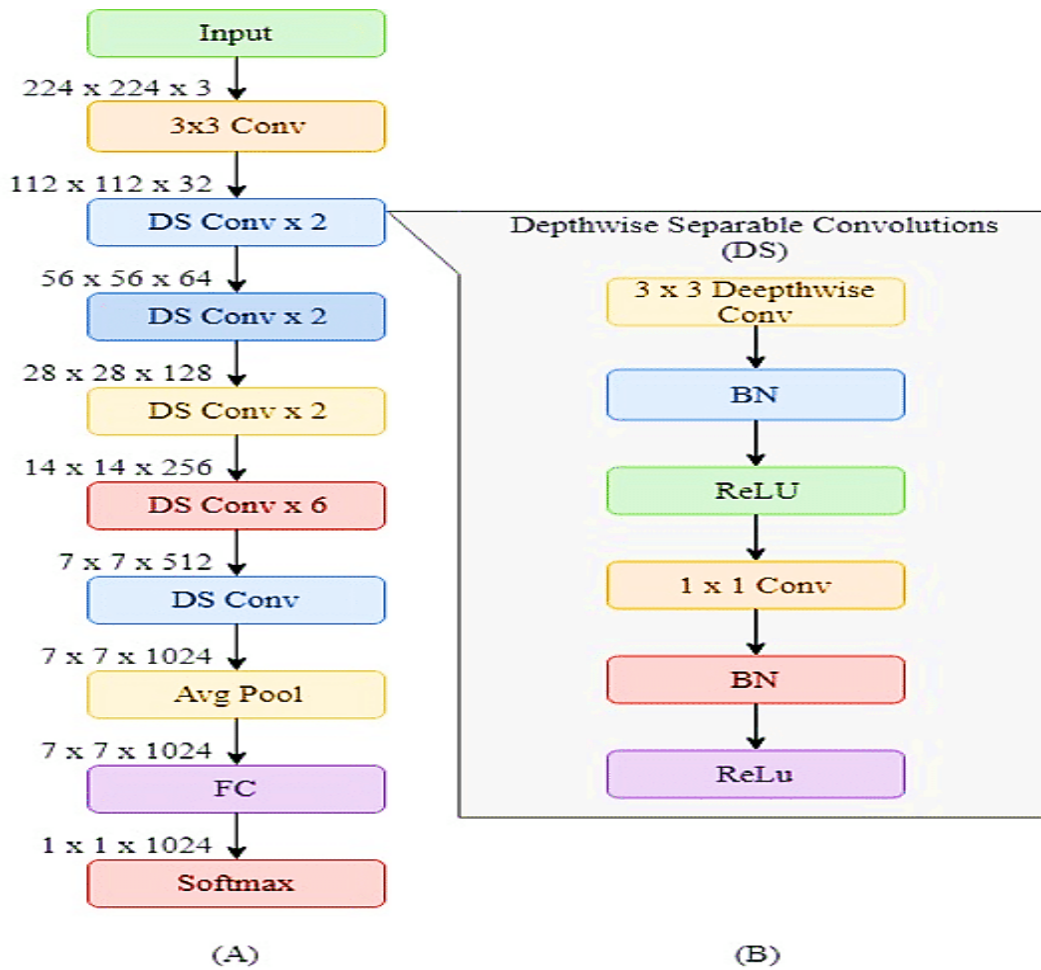 Input
224 x 224 x 3
3x3 Conv
112 x 112 x 32
DS Conv x 2
56 x 56 x 64
DS Conv x 2
28 x 28 x 128
DS Conv x 2
14 x 14 x 256
DS Conv x 6
7 x 7 x 512
DS Conv
7 x 7 x 1024
Avg Pool
7 x 7 x 1024
FC
1 x 1 x 1024
Softmax
(A)
Depthwise Separable Convolutions
(DS)
3 x 3 Deepthwise
Conv
BN
ReLU
1 x 1 Conv
BN
ReLu
(B)